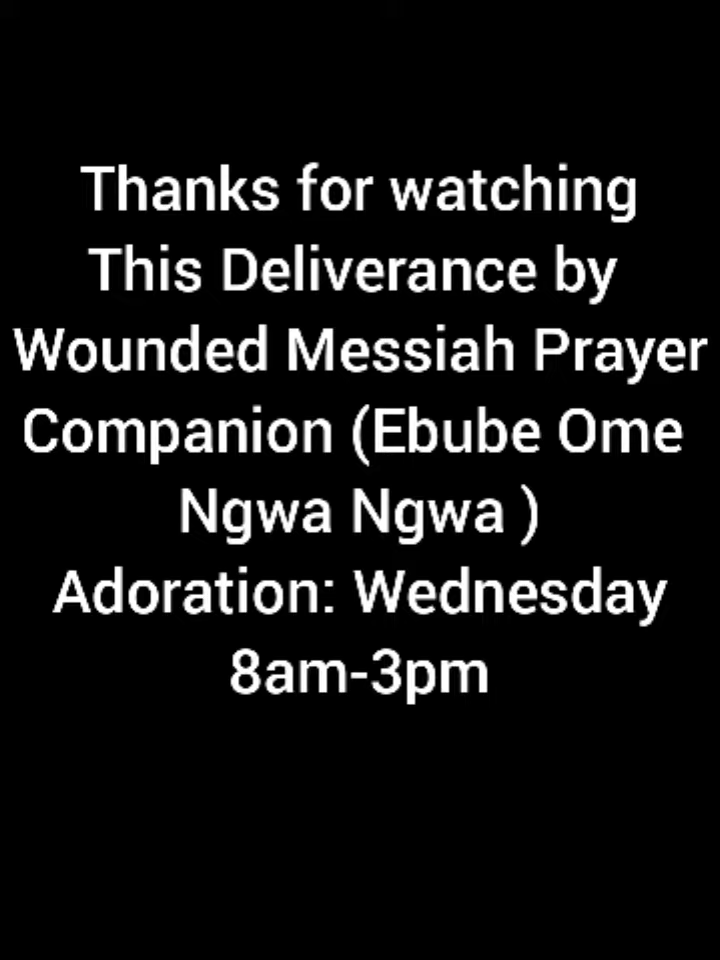 Thanks for watching
This Deliverance by
Wounded Messiah Prayer
Companion (Ebube Ome
Ngwa Ngwa )
Adoration: Wednesday
8am-3pm